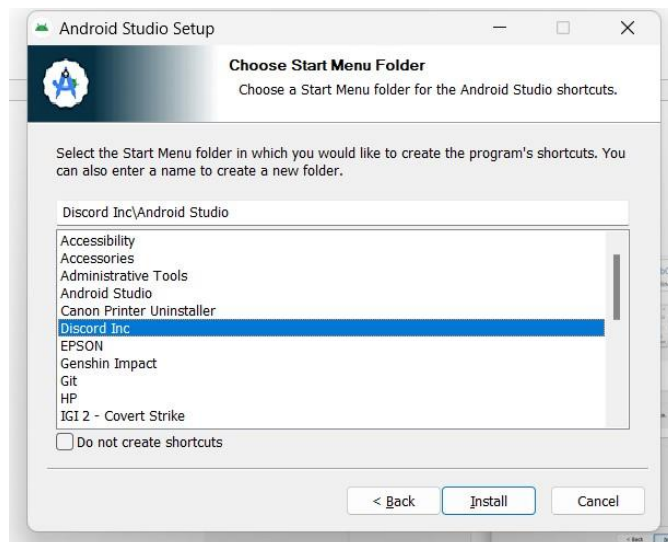 Android Studio Setup
Choose Start Menu Folder
Choose a Start Menu folder for the Android Studio shortcuts.
Select the Start Menu folder in which you would like to create the program's shortcuts. You
can also enter a name to create a new folder.
Discord Inc\Android Studio
Accessibility
Accessories
Administrative Tools
Android Studio
Canon Printer Uninstaller
Discord Inc
EPSON
Genshin Impact
Git
HP
IGI 2 - Covert Strike
Do not create shortcuts
< Back
Install
Cancel